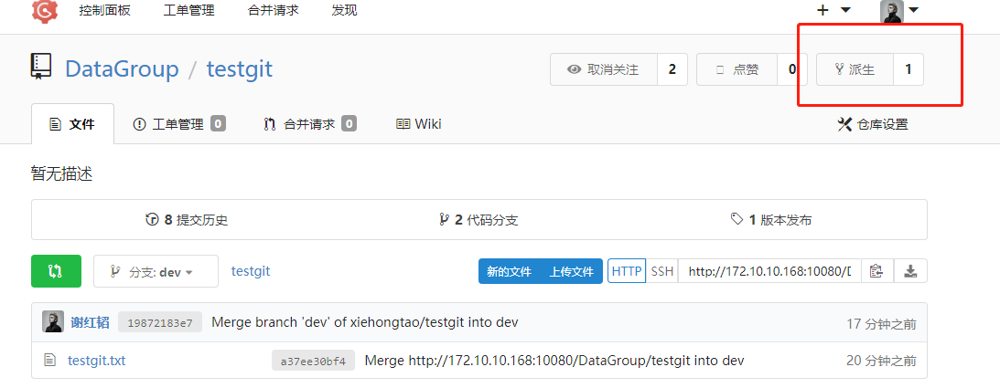 控制面板 工单管理 合并请求 发现
DataGroup / testgit 取消关注 2 点赞 0 派生 1
文件 工单管理 0 合并请求 0 Wiki 仓库设置
暂无描述
8 提交历史 2 代码分支 1 版本发布
分支: dev testgit 新的文件 上传文件 HTTP SSH http://172.10.10.168:10080/D
谢红韬 19872183e7 Merge branch 'dev' of xiehongtao/testgit into dev 17 分钟之前
testgit.txt a37ee30bf4 Merge http://172.10.10.168:10080/DataGroup/testgit into dev 20 分钟之前